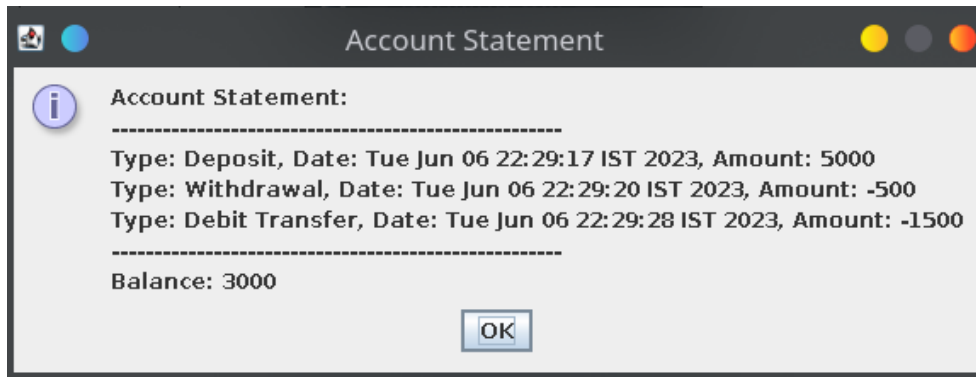 Account Statement
Account Statement:
----------------------------------------------------
Type: Deposit, Date: Tue Jun 06 22:29:17 IST 2023, Amount: 5000
Type: Withdrawal, Date: Tue Jun 06 22:29:20 IST 2023, Amount: -500
Type: Debit Transfer, Date: Tue Jun 06 22:29:28 IST 2023, Amount: -1500
----------------------------------------------------
Balance: 3000
OK